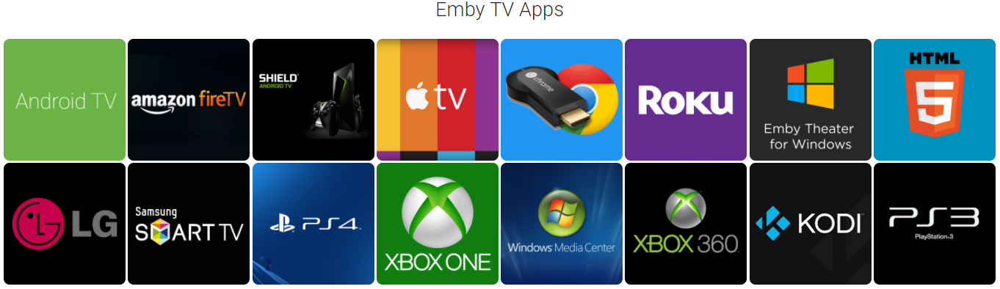 Emby TV Apps
Android TV
amazon fireTV
SHIELD
ANDROID TV
tv
chrome
ROKU
Emby Theater
for Windows
HTML
5
LG
LG
Samsung
SMART TV
PS4
XBOX ONE
Windows Media Center
XBOX 360
KODI
PS3
PlayStation®3